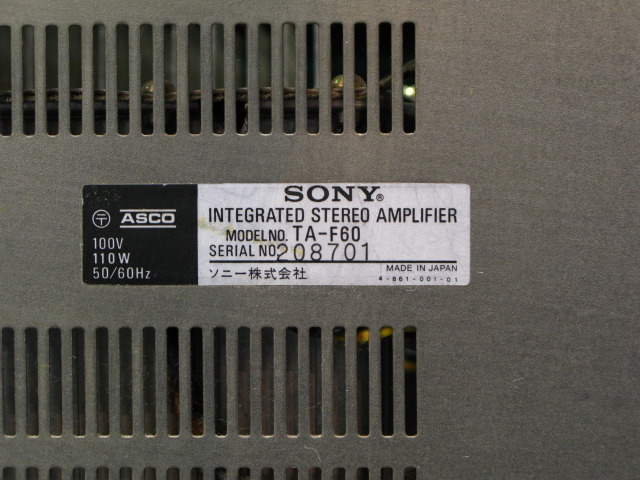 SONY®
INTEGRATED STEREO AMPLIFIER
MODEL NO. TA-F60
SERIAL NO. 208701
ソニー株式会社
MADE IN JAPAN
4-661-001-01
〒 ASCO
100V
110W
50/60Hz